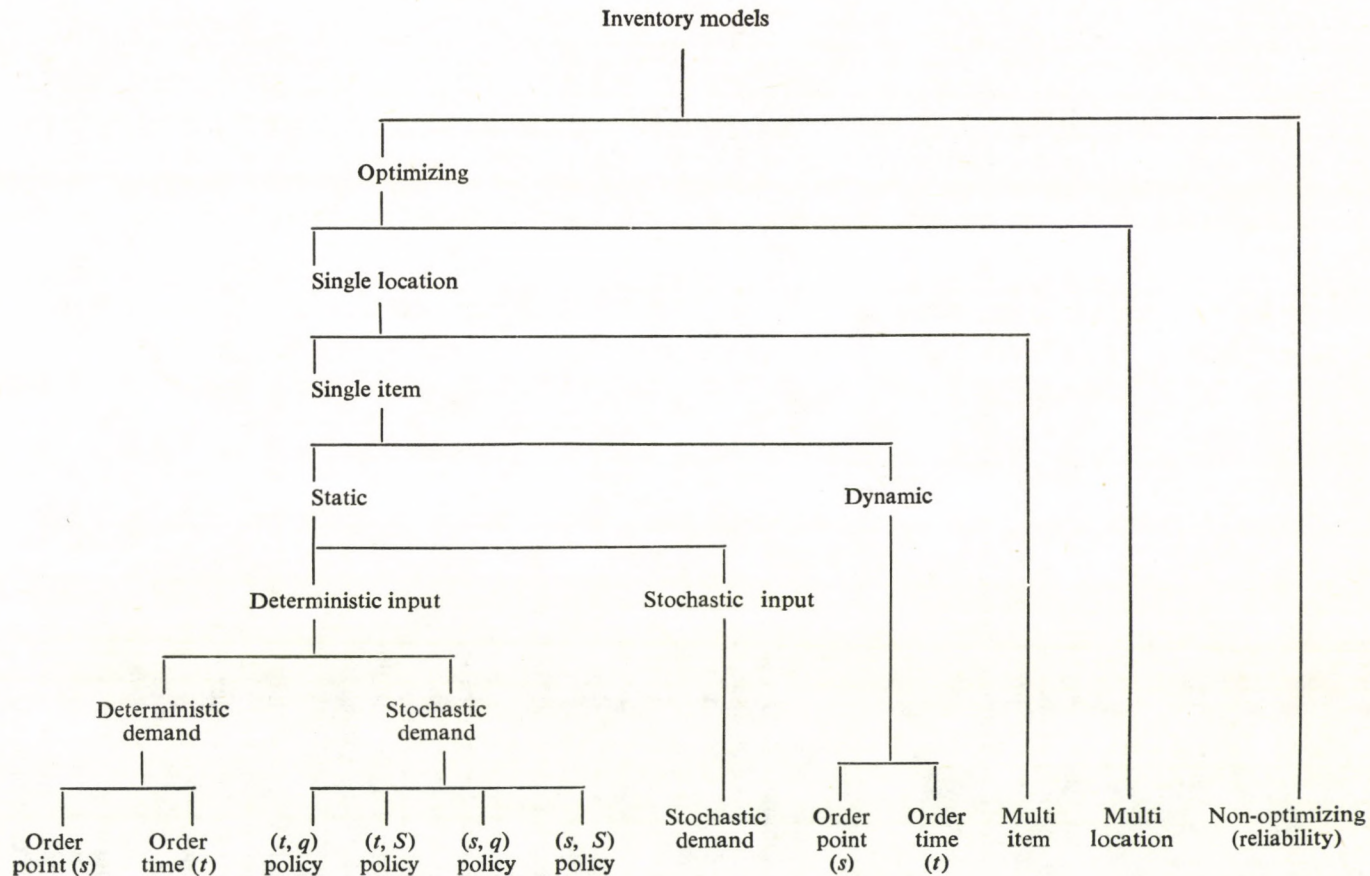 Inventory models
Optimizing
Single location
Single item
Static
Dynamic
Deterministic input
Stochastic input
Deterministic
demand
Stochastic
demand
Order
point (s)
Order
time (t)
(t, q)
policy
(t, S)
policy
(s, q)
policy
(s, S)
policy
Stochastic
demand
Order
point
(s)
Order
time
(t)
Multi
item
Multi
location
Non-optimizing
(reliability)